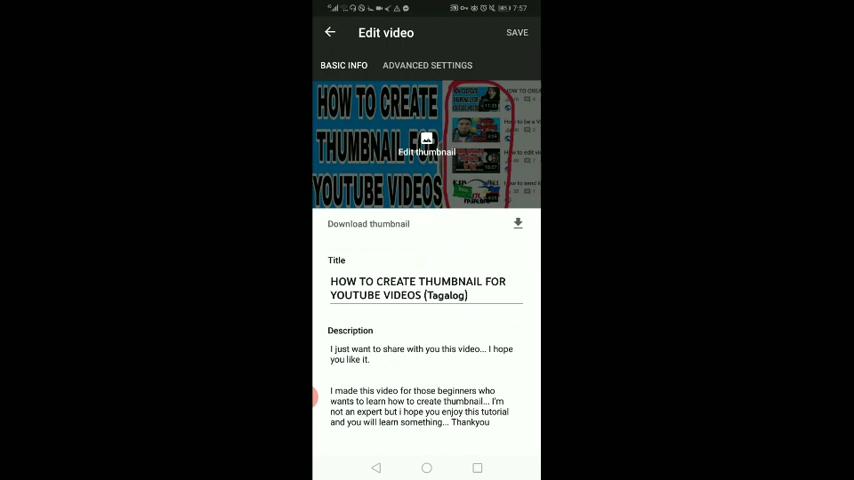 7:57
Edit video
SAVE
BASIC INFO
ADVANCED SETTINGS
HOW TO CREATE
THUMBNAIL FOR
YOUTUBE VIDEOS
Edit thumbnail
Download thumbnail
Title
HOW TO CREATE THUMBNAIL FOR
YOUTUBE VIDEOS (Tagalog)
Description
I just want to share with you this video... I hope
you like it.
I made this video for those beginners who
wants to learn how to create thumbnail... I'm
not an expert but i hope you enjoy this tutorial
and you will learn something... Thankyou